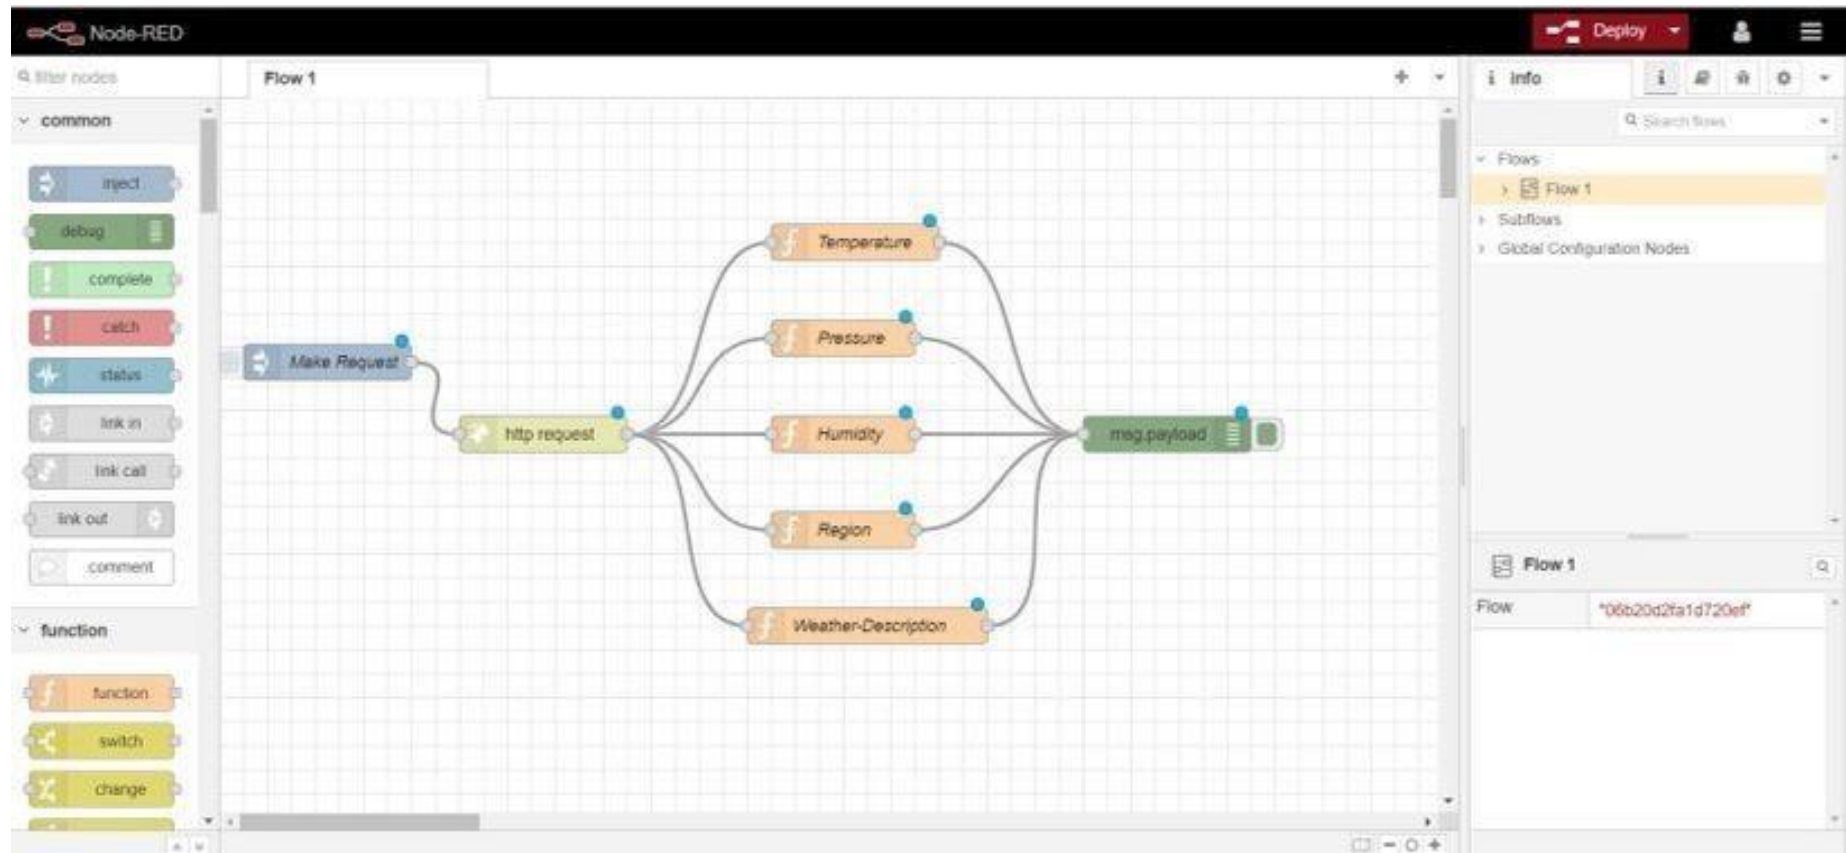 Node-RED
Deploy
filter nodes
Flow 1
info
Search flows
common
inject
debug
complete
catch
status
link in
link call
link out
comment
function
function
switch
change
Make Request
http request
Temperature
Pressure
Humidity
Region
Weather-Description
msg.payload
Flows
Flow 1
Subflows
Global Configuration Nodes
Flow 1
Flow "06b20d2fa1d720ef"